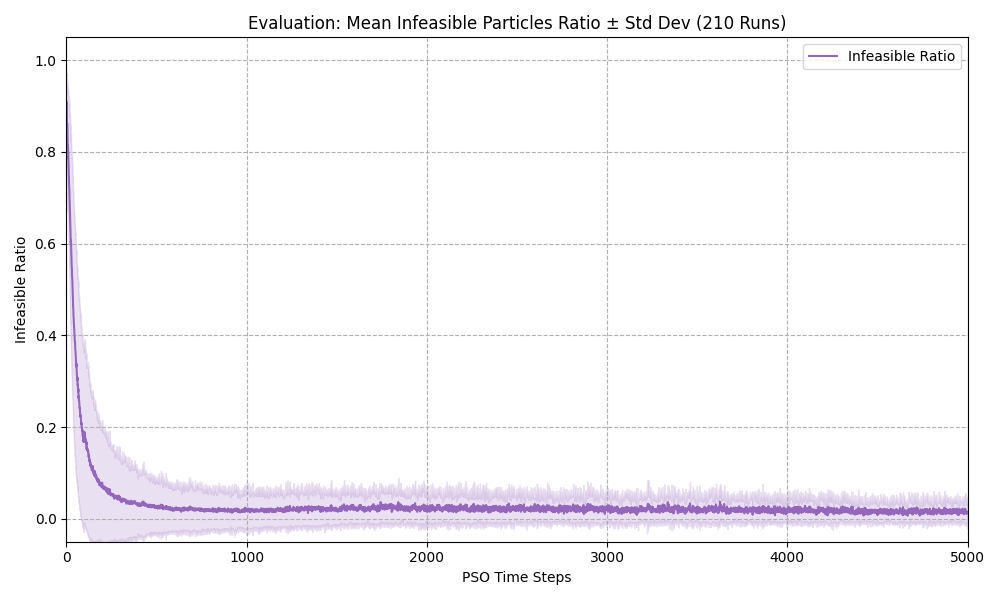 Evaluation: Mean Infeasible Particles Ratio ± Std Dev (210 Runs)
Infeasible Ratio
1.0
0.8
0.6
0.4
0.2
0.0
Infeasible Ratio
0 1000 2000 3000 4000 5000
PSO Time Steps